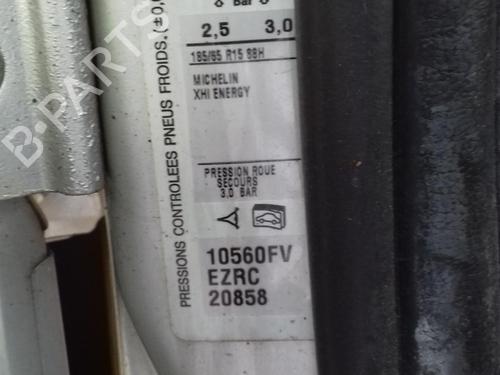 Bar
2,5 3,0
185/65 R15 88H
MICHELIN
XHI ENERGY
PRESSION ROUE
SECOURS
3.0 BAR
10560FV
EZRC
20858
PRESSIONS CONTROLEES PNEUS FROIDS. (±0,
B-PARTS